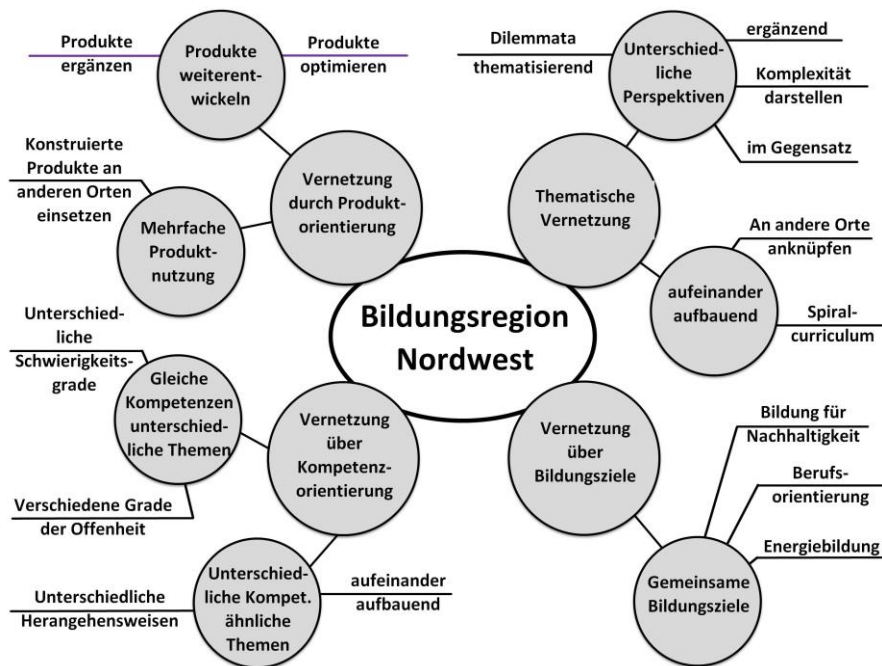 Produkte
ergänzen
Produkte
weiterent-
wickeln
Produkte
optimieren
Konstruierte
Produkte an
anderen Orten
einsetzen
Mehrfache
Produkt-
nutzung
Vernetzung
durch Produkt-
orientierung
Dilemmata
thematisierend
Unterschied-
liche
Perspektiven
ergänzend
Komplexität
darstellen
im Gegensatz
Thematische
Vernetzung
An andere Orte
anknüpfen
aufeinander
aufbauend
Spiral-
curriculum
Bildungsregion
Nordwest
Unterschied-
liche
Schwierigkeits-
grade
Gleiche
Kompetenzen
unterschied-
liche Themen
Vernetzung
über
Kompetenz-
orientierung
Verschiedene Grade
der Offenheit
Unterschiedliche
Herangehensweisen
Unterschied-
liche Kompet.
ähnliche
Themen
aufeinander
aufbauend
Vernetzung
über
Bildungsziele
Bildung für
Nachhaltigkeit
Berufs-
orientierung
Energiebildung
Gemeinsame
Bildungsziele